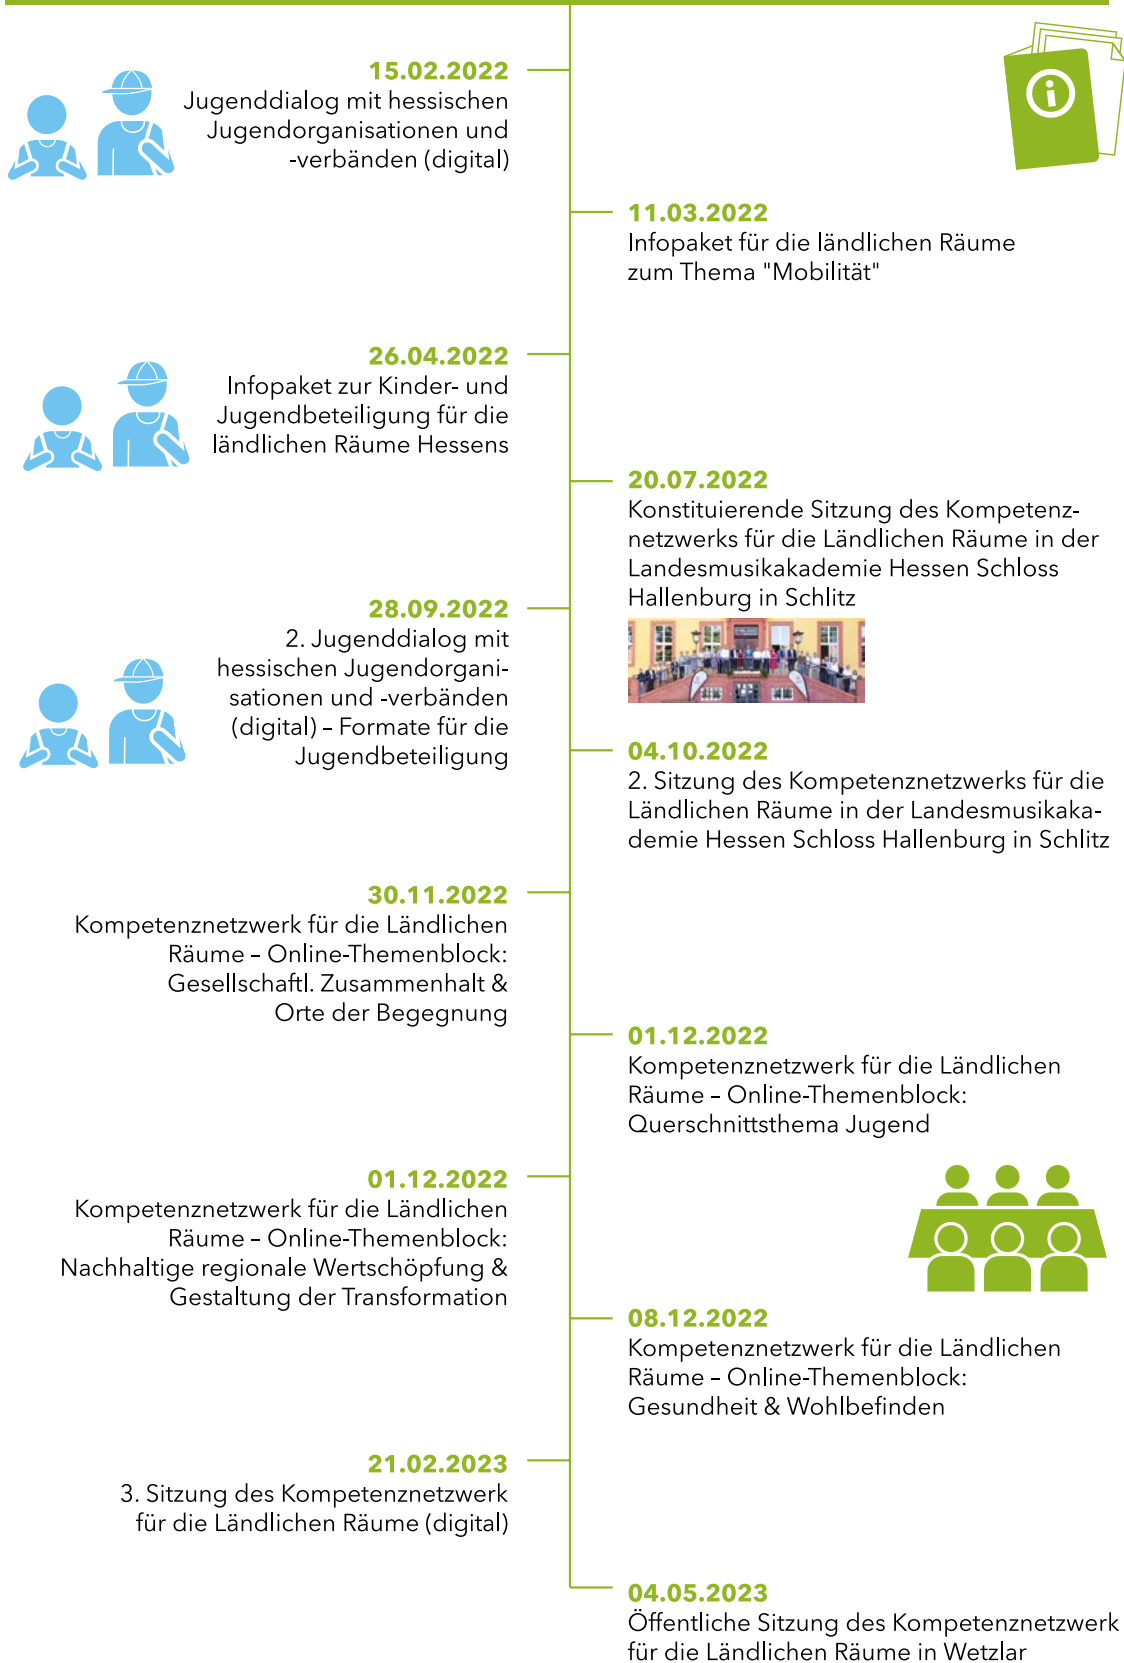 15.02.2022
Jugenddialog mit hessischen
Jugendorganisationen und
-verbänden (digital)
11.03.2022
Infopaket für die ländlichen Räume
zum Thema "Mobilität"
26.04.2022
Infopaket zur Kinder- und
Jugendbeteiligung für die
ländlichen Räume Hessens
20.07.2022
Konstituierende Sitzung des Kompetenz-
netzwerks für die Ländlichen Räume in der
Landesmusikakademie Hessen Schloss
Hallenburg in Schlitz
28.09.2022
2. Jugenddialog mit
hessischen Jugendorgani-
sationen und -verbänden
(digital) – Formate für die
Jugendbeteiligung
04.10.2022
2. Sitzung des Kompetenznetzwerks für die
Ländlichen Räume in der Landesmusikaka-
demie Hessen Schloss Hallenburg in Schlitz
30.11.2022
Kompetenznetzwerk für die Ländlichen
Räume – Online-Themenblock:
Gesellschaftl. Zusammenhalt &
Orte der Begegnung
01.12.2022
Kompetenznetzwerk für die Ländlichen
Räume – Online-Themenblock:
Querschnittsthema Jugend
01.12.2022
Kompetenznetzwerk für die Ländlichen
Räume – Online-Themenblock:
Nachhaltige regionale Wertschöpfung &
Gestaltung der Transformation
08.12.2022
Kompetenznetzwerk für die Ländlichen
Räume – Online-Themenblock:
Gesundheit & Wohlbefinden
21.02.2023
3. Sitzung des Kompetenznetzwerk
für die Ländlichen Räume (digital)
04.05.2023
Öffentliche Sitzung des Kompetenznetzwerk
für die Ländlichen Räume in Wetzlar